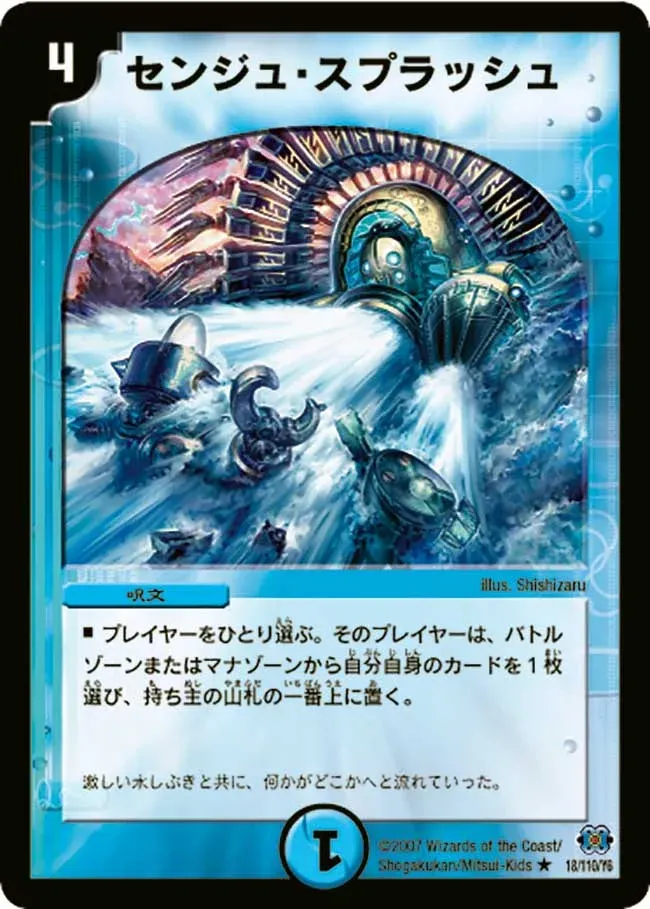 4
センジュ・スプラッシュ
illus. Shishizaru
呪文
■ プレイヤーをひとり選ぶ。そのプレイヤーは、バトル
ゾーンまたはマナゾーンから自分自身のカードを1枚
選び、持ち主の山札の一番上に置く。
激しい水しぶきと共に、何かがどこかへと流れていった。
1
©2007 Wizards of the Coast/
Shogakukan/Mitsui-Kids ★ 18/110/Y6